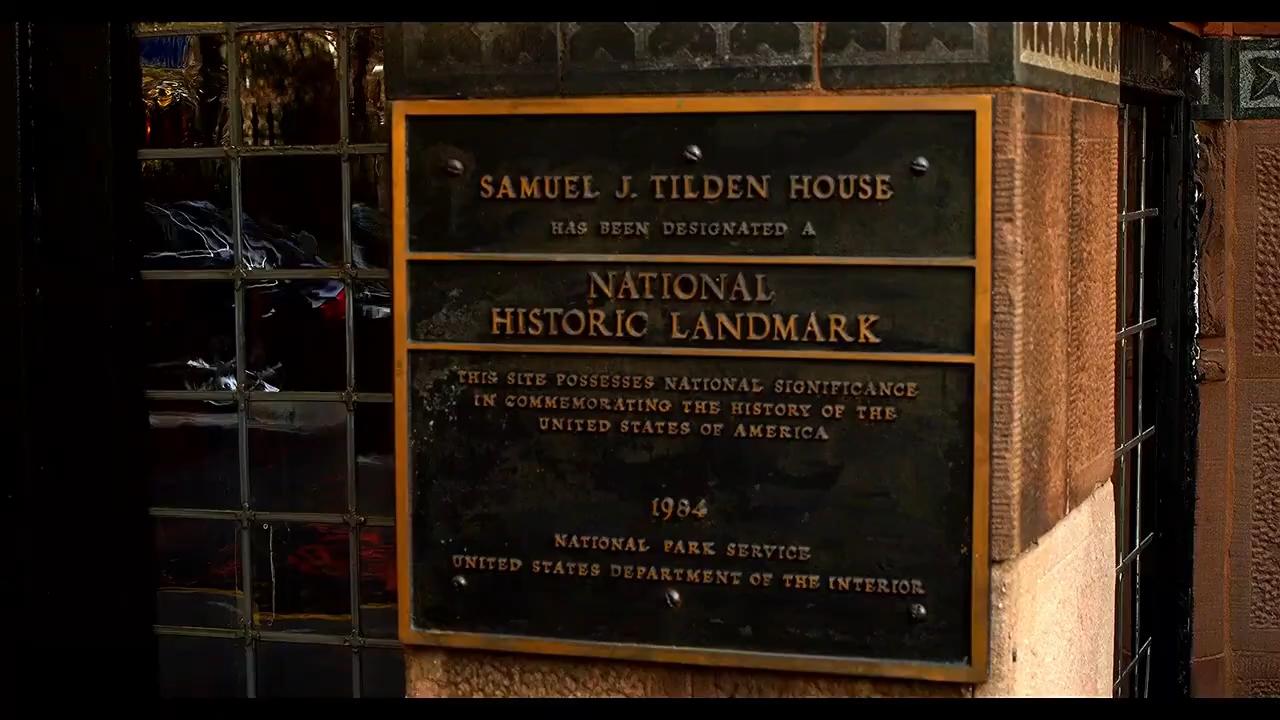 SAMUEL J. TILDEN HOUSE
HAS BEEN DESIGNATED A
NATIONAL
HISTORIC LANDMARK
THIS SITE POSSESSES NATIONAL SIGNIFICANCE
IN COMMEMORATING THE HISTORY OF THE
UNITED STATES OF AMERICA
1984
NATIONAL PARK SERVICE
UNITED STATES DEPARTMENT OF THE INTERIOR